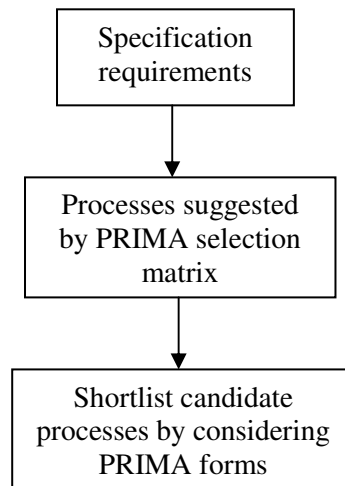 Specification
requirements
Processes suggested
by PRIMA selection
matrix
Shortlist candidate
processes by considering
PRIMA forms